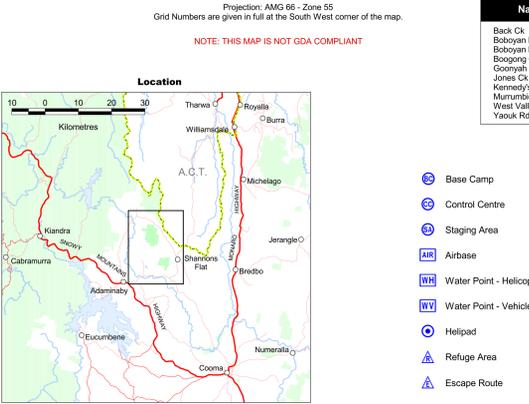 Projection: AMG 66 - Zone 55
Grid Numbers are given in full at the South West corner of the map.
NOTE: THIS MAP IS NOT GDA COMPLIANT
Location
10 0 10 20 30
Kilometres
Tharwa
Royalla
Burra
Williamsdale
A.C.T.
Michelago
HIGHWAY
MONARO
Kiandra
SNOWY
MOUNTAINS
HIGHWAY
Cabramurra
Jerangle
Shannons
Flat
Bredbo
Adaminaby
Eucumbene
Numeralla
Cooma
Na
Back Ck
Boboyan
Boboyan
Boogong
Goonyah
Jones Ck
Kennedy's
Murrumbi
West Vall
Yaouk Rd
BC Base Camp
CC Control Centre
SA Staging Area
AIR Airbase
WH Water Point - Helicop
WV Water Point - Vehicle
Helipad
R Refuge Area
E Escape Route